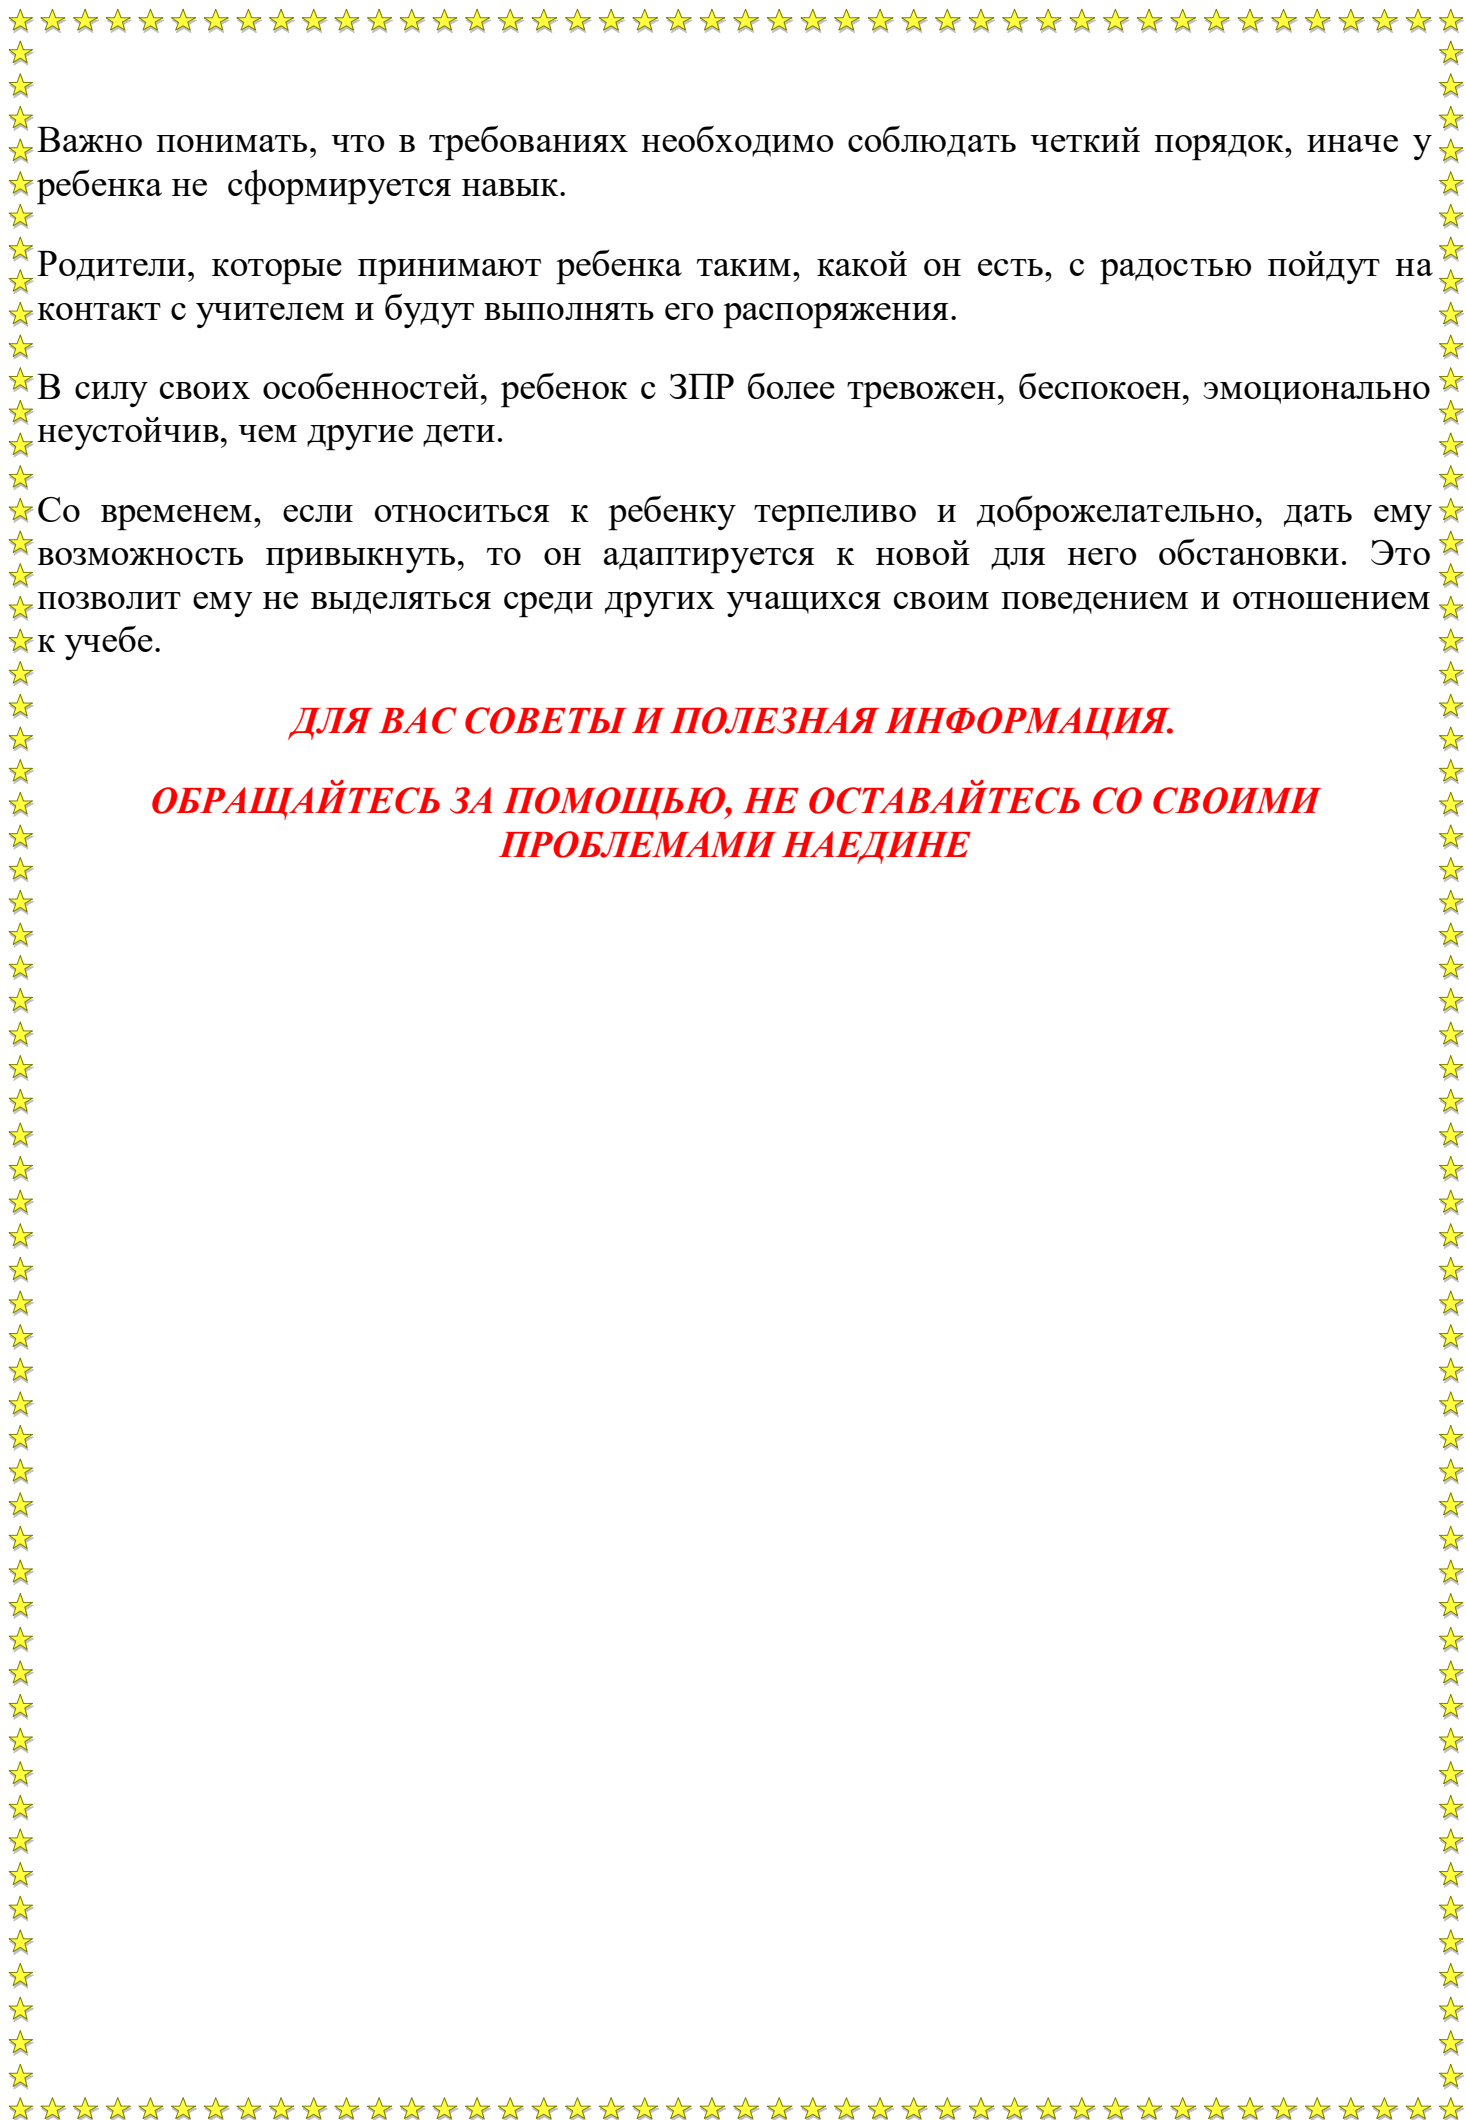 Важно понимать, что в требованиях необходимо соблюдать четкий порядок, иначе у
ребенка не  сформируется навык.
Родители, которые принимают ребенка таким, какой он есть, с радостью пойдут на
контакт с учителем и будут выполнять его распоряжения.
В силу своих особенностей, ребенок с ЗПР более тревожен, беспокоен, эмоционально
неустойчив, чем другие дети.
Со временем, если относиться к ребенку терпеливо и доброжелательно, дать ему
возможность привыкнуть, то он адаптируется к новой для него обстановки. Это
позволит ему не выделяться среди других учащихся своим поведением и отношением
к учебе.
ДЛЯ ВАС СОВЕТЫ И ПОЛЕЗНАЯ ИНФОРМАЦИЯ.
ОБРАЩАЙТЕСЬ ЗА ПОМОЩЬЮ, НЕ ОСТАВАЙТЕСЬ СО СВОИМИ
ПРОБЛЕМАМИ НАЕДИНЕ